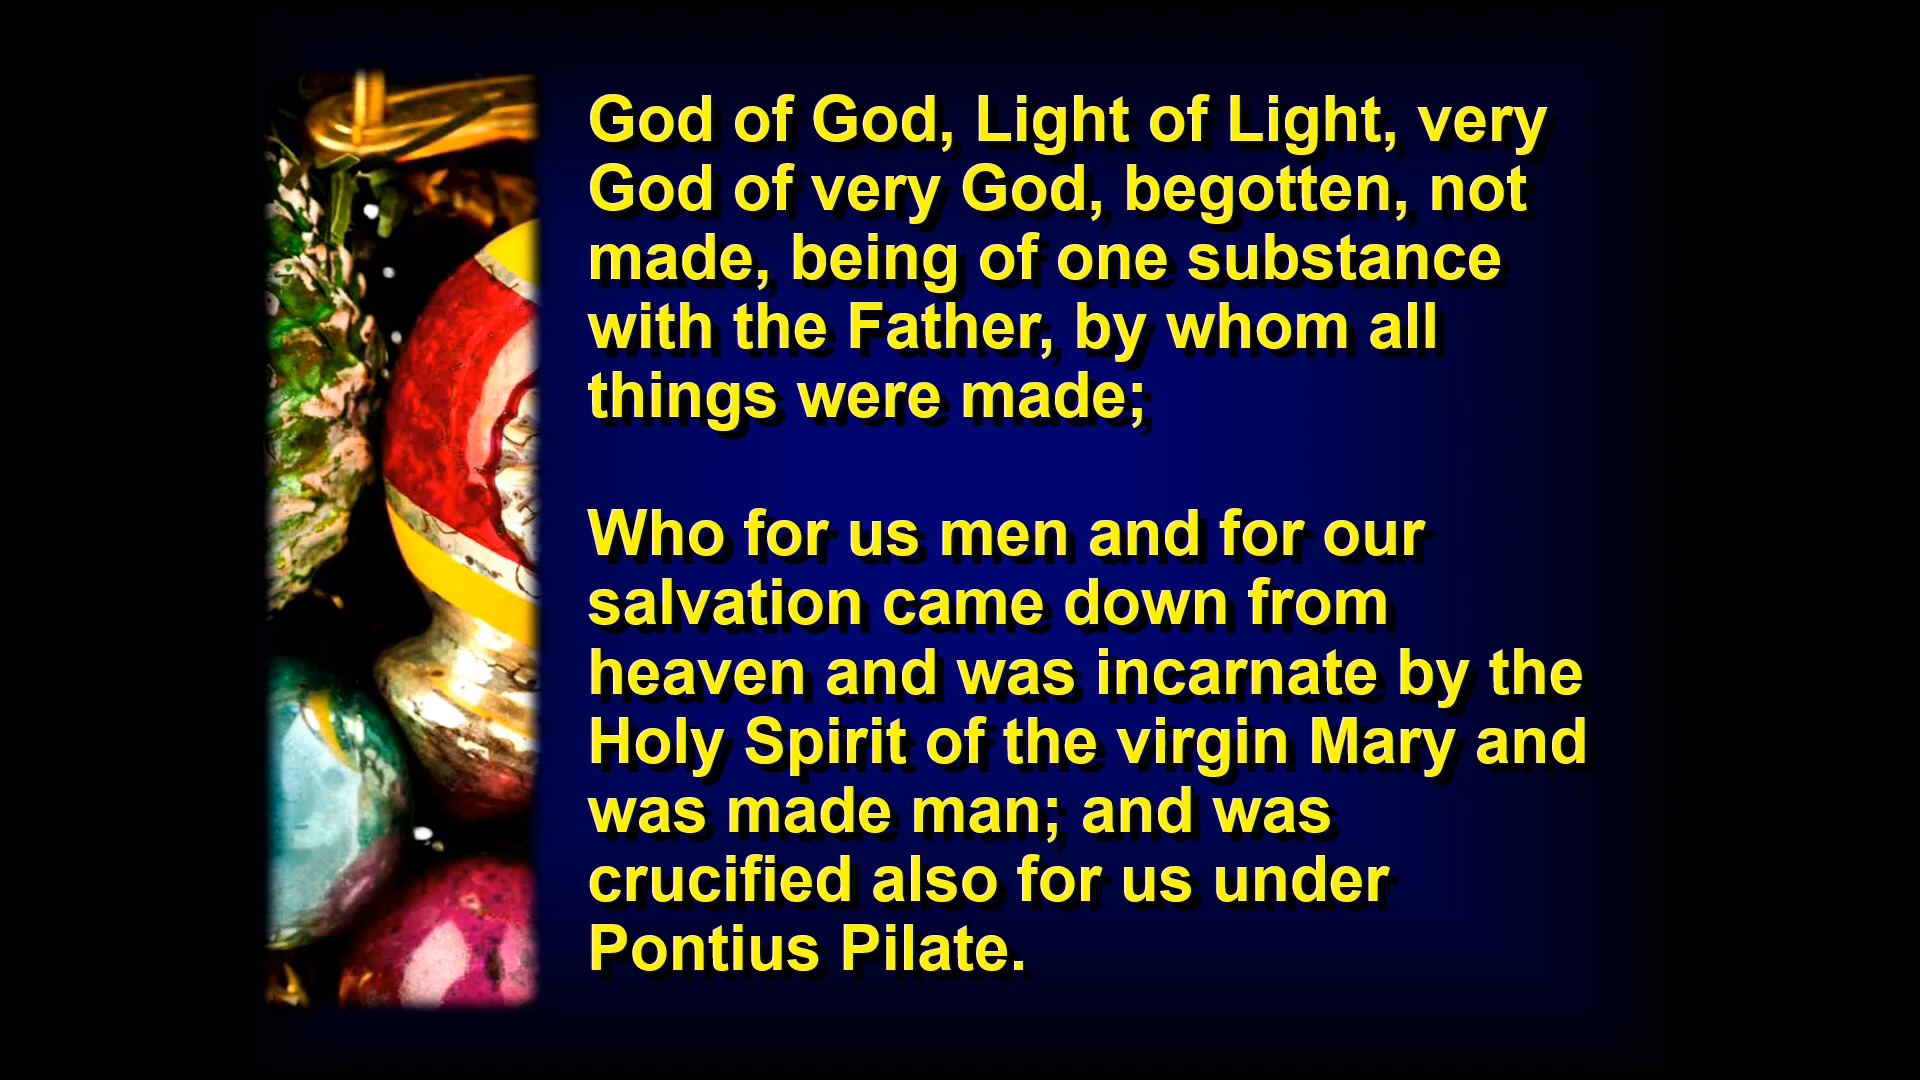 God of God, Light of Light, very
God of very God, begotten, not
made, being of one substance
with the Father, by whom all
things were made;
Who for us men and for our
salvation came down from
heaven and was incarnate by the
Holy Spirit of the virgin Mary and
was made man; and was
crucified also for us under
Pontius Pilate.